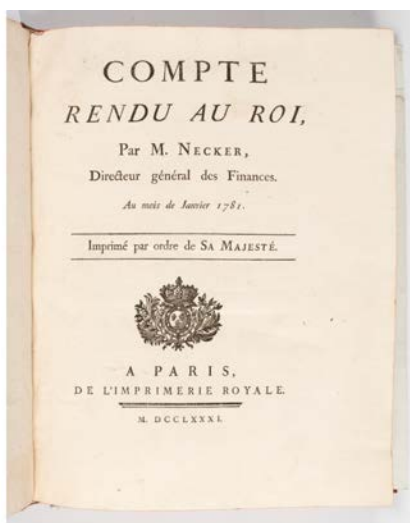 COMPTE
RENDU AU ROI,
Par M. NECKER,
Directeur général des Finances.
Au mois de Janvier 1781.
Imprimé par ordre de SA MAJESTÉ.
A PARIS,
DE L'IMPRIMERIE ROYALE.
M. DCCLXXXI.